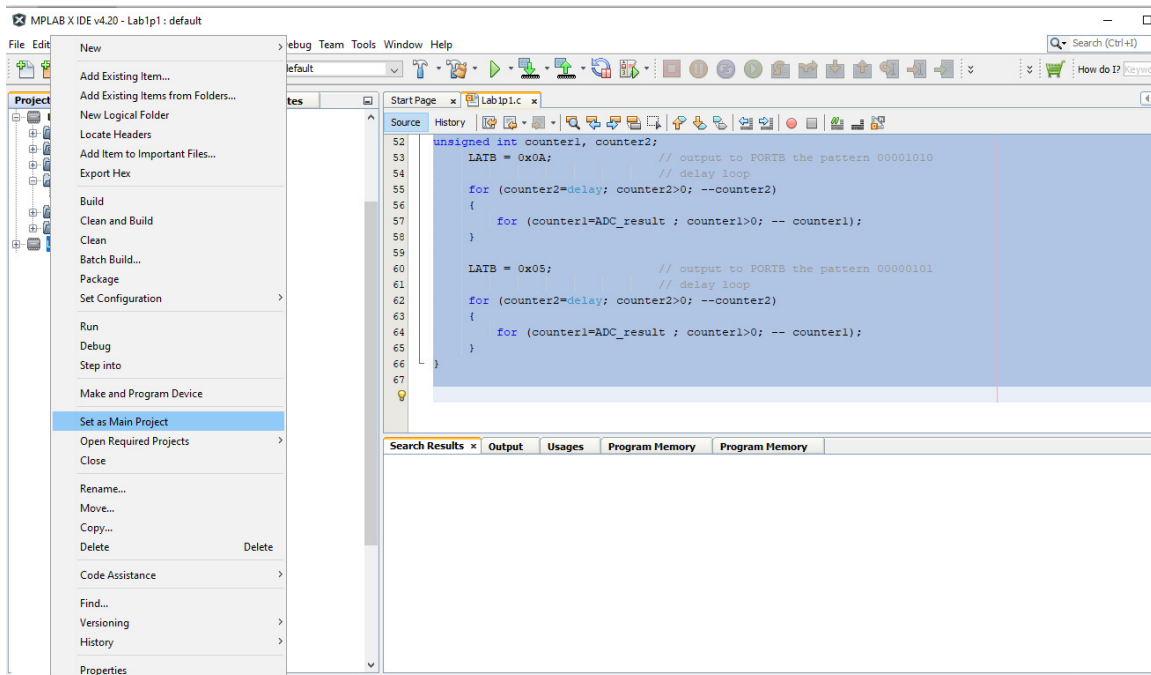 MPLAB X IDE v4.20 - Lab1p1 : default
File Edit ebug Team Tools Window Help
Search (Ctrl+I)
default
How do I?
Project tes
Start Page x Lab1p1.c x
Source History
New
Add Existing Item...
Add Existing Items from Folders...
New Logical Folder
Locate Headers
Add Item to Important Files...
Export Hex
Build
Clean and Build
Clean
Batch Build...
Package
Set Configuration
Run
Debug
Step into
Make and Program Device
Set as Main Project
Open Required Projects
Close
Rename...
Move...
Copy...
Delete Delete
Code Assistance
Find...
Versioning
History
Properties
52 unsigned int counter1, counter2;
53 LATB = 0x0A; // output to PORTB the pattern 00001010
54 // delay loop
55 for (counter2=delay; counter2>0; --counter2)
56 {
57 for (counter1=ADC_result ; counter1>0; -- counter1);
58 }
59
60 LATB = 0x05; // output to PORTB the pattern 00000101
61 // delay loop
62 for (counter2=delay; counter2>0; --counter2)
63 {
64 for (counter1=ADC_result ; counter1>0; -- counter1);
65 }
66 }
67
Search Results x Output Usages Program Memory Program Memory